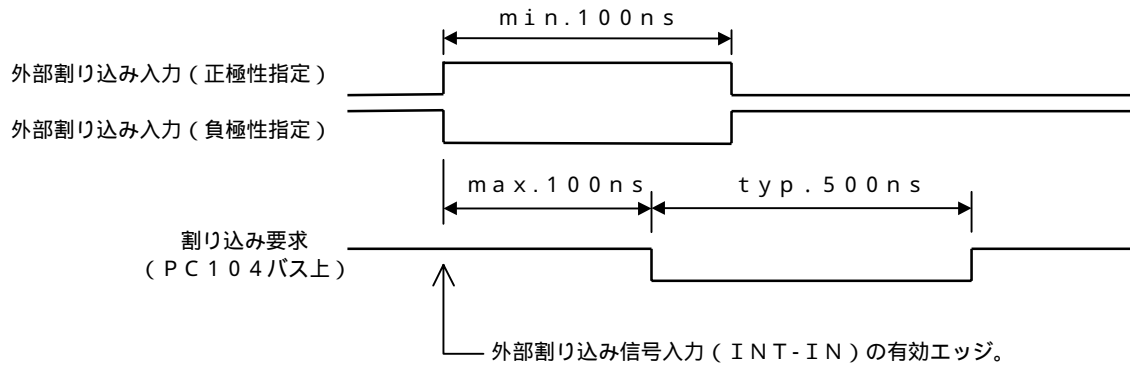 min.100ns
外部割り込み入力(正極性指定)
外部割り込み入力(負極性指定)
max.100ns
typ.500ns
割り込み要求
(PC104バス上)
外部割り込み信号入力(INT-IN)の有効エッジ。